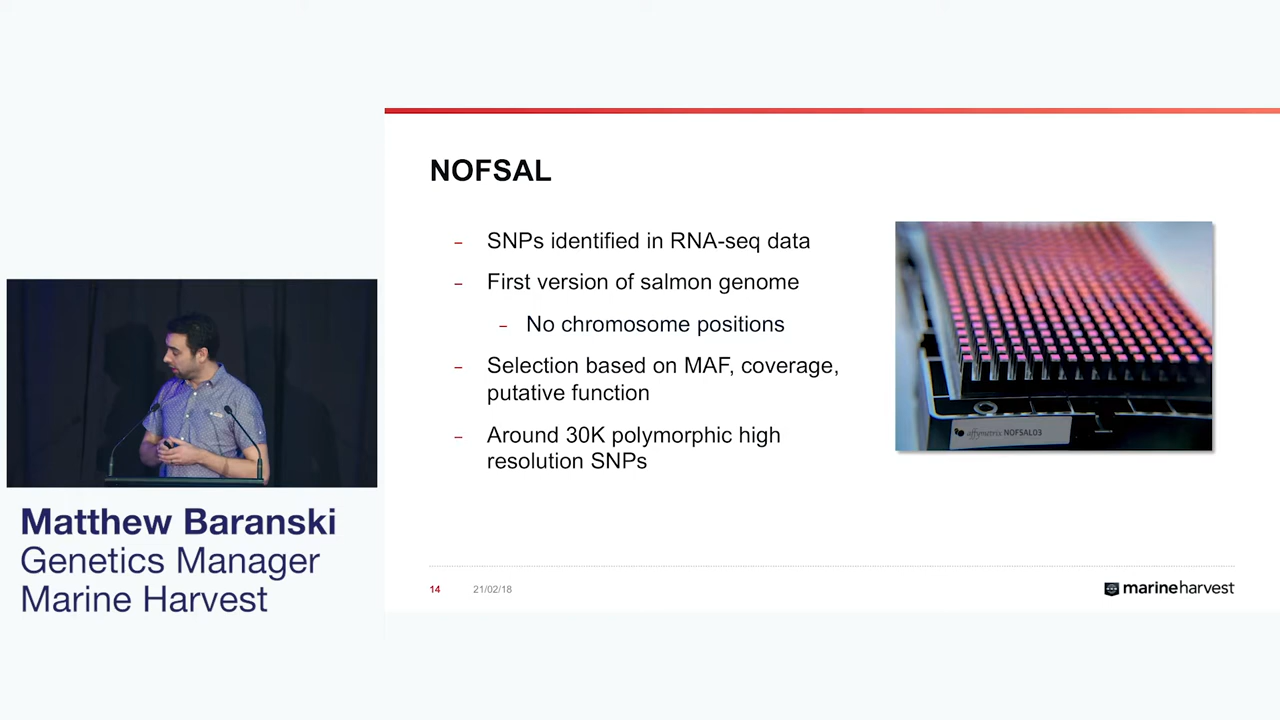 NOFSAL
– SNPs identified in RNA-seq data
– First version of salmon genome
– No chromosome positions
– Selection based on MAF, coverage,
putative function
– Around 30K polymorphic high
resolution SNPs
affymetrix NOFSAL03
Matthew Baranski
Genetics Manager
Marine Harvest
14 21/02/18
marineharvest